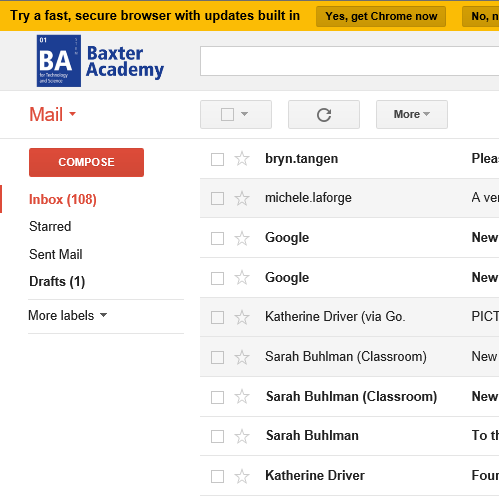 Try a fast, secure browser with updates built in Yes, get Chrome now No, n
01
BA
for Technology
and Science
Baxter
Academy
Mail
More
COMPOSE
Inbox (108)
Starred
Sent Mail
Drafts (1)
More labels
bryn.tangen Plea
michele.laforge A ve
Google New
Google New
Katherine Driver (via Go. PICT
Sarah Buhlman (Classroom) New
Sarah Buhlman (Classroom) New
Sarah Buhlman To th
Katherine Driver Four